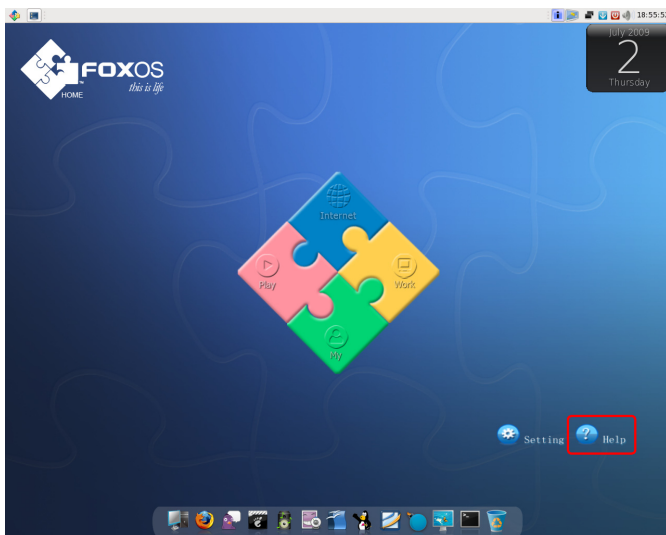 18:55:5
July 2009
2
Thursday
FOXOS
this is life
HOME
Internet
Play
Work
My
Setting
Help